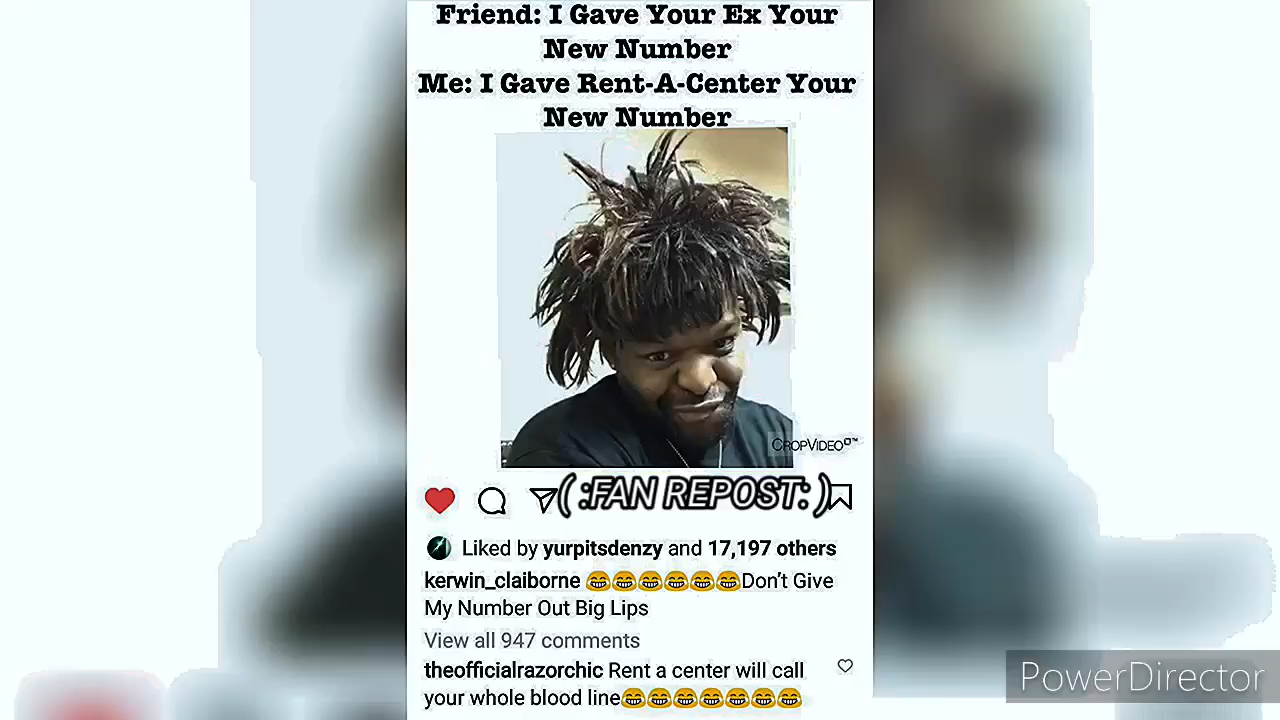 Friend: I Gave Your Ex Your
New Number
Me: I Gave Rent-A-Center Your
New Number
CROPVIDEO™
( :FAN REPOST: )
Liked by yurpitsdenzy and 17,197 others
kerwin_claiborne 😂😂😂😂😂😂Don’t Give
My Number Out Big Lips
View all 947 comments
theofficialrazorchic Rent a center will call
your whole blood line😂😂😂😂😂😂😂
PowerDirector